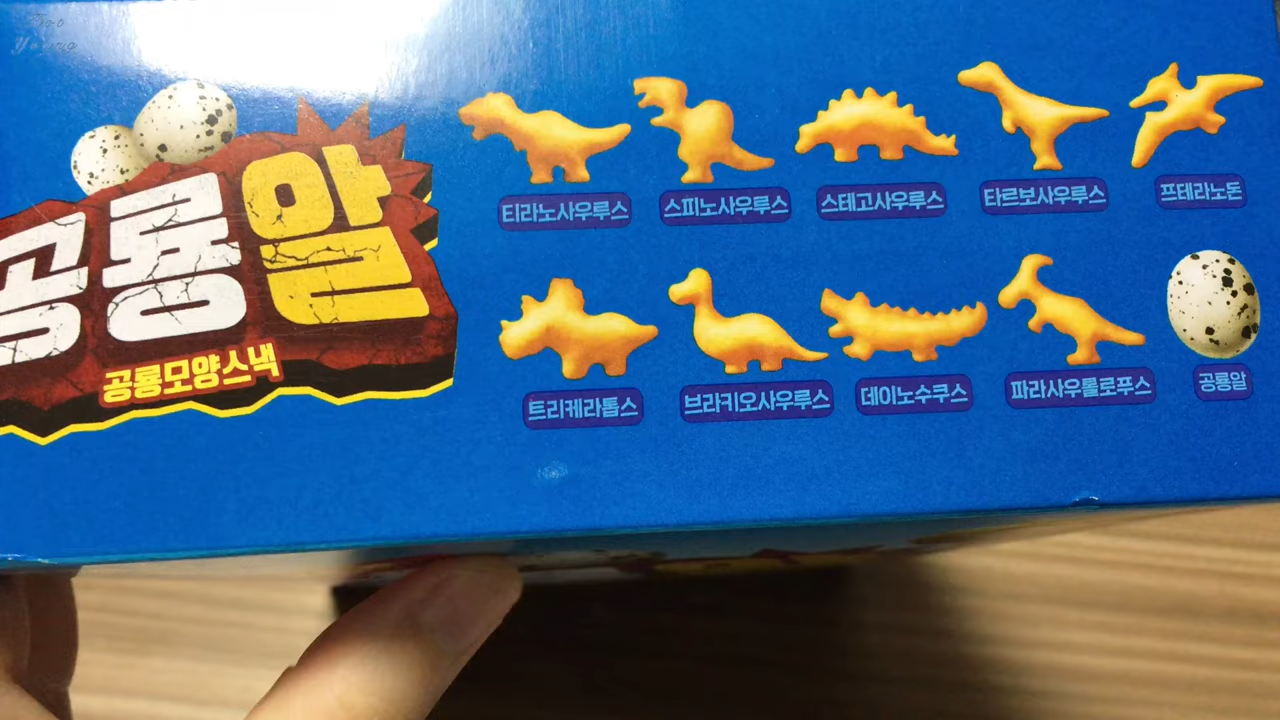 Tae
Young
공룡알
공룡모양스낵
티라노사우루스
스피노사우루스
스테고사우루스
타르보사우루스
프테라노돈
트리케라톱스
브라키오사우루스
데이노수쿠스
파라사우롤로푸스
공룡알